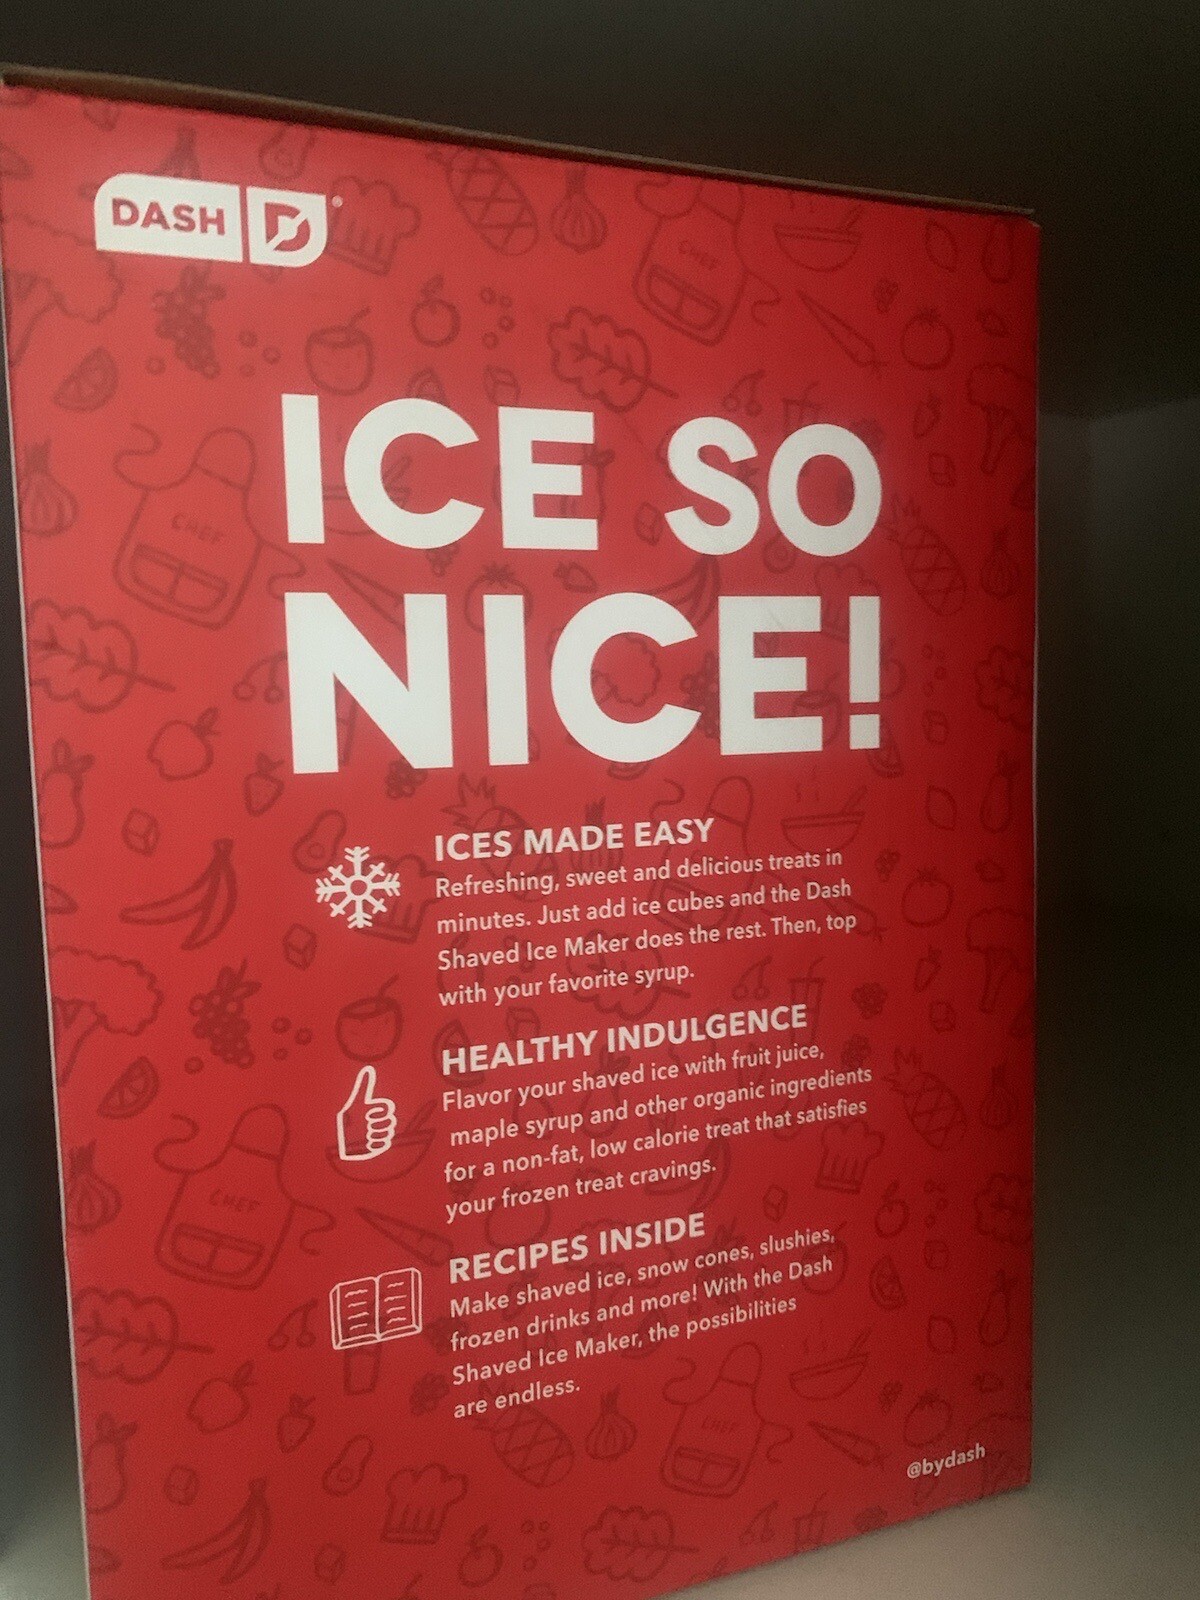 DASH D
ICE SO
NICE!
ICES MADE EASY
Refreshing, sweet and delicious treats in
minutes. Just add ice cubes and the Dash
Shaved Ice Maker does the rest. Then, top
with your favorite syrup.
HEALTHY INDULGENCE
Flavor your shaved ice with fruit juice,
maple syrup and other organic ingredients
for a non-fat, low calorie treat that satisfies
your frozen treat cravings.
RECIPES INSIDE
Make shaved ice, snow cones, slushies,
frozen drinks and more! With the Dash
Shaved Ice Maker, the possibilities
are endless.
@bydash
CHEF
CHEF
CHEF
CHEF